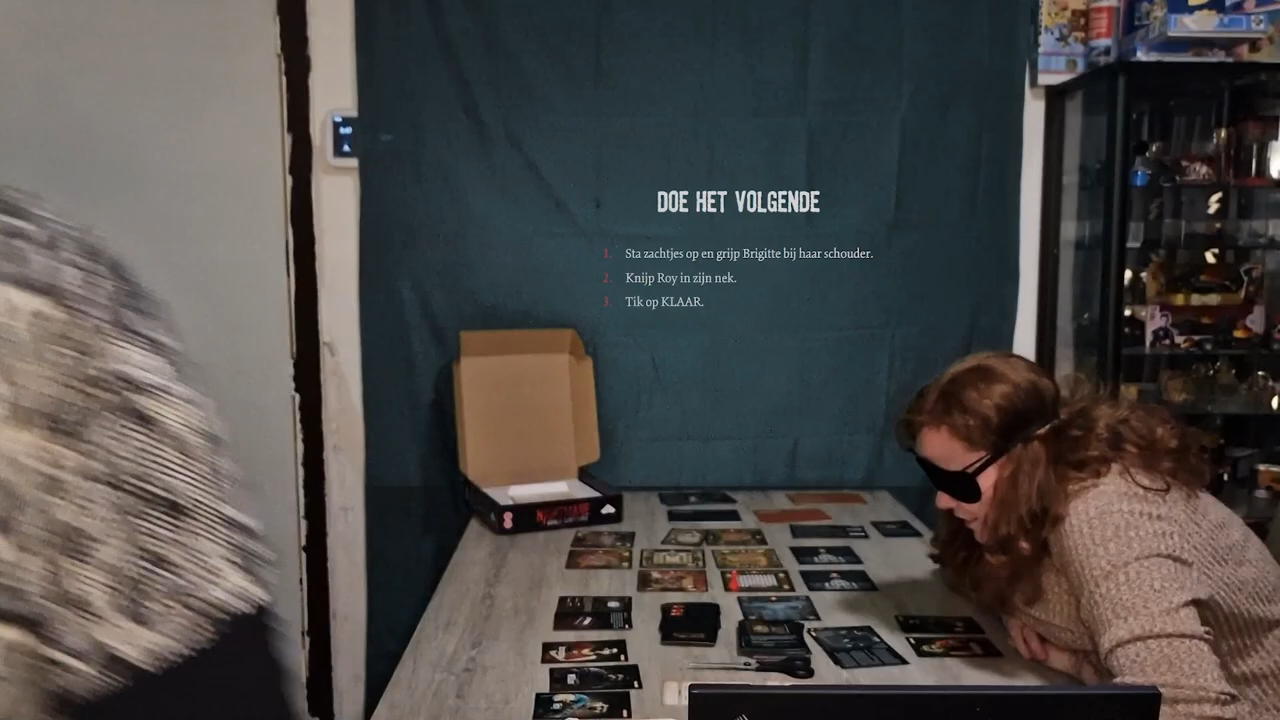 DOE HET VOLGENDE
1. Sta zachtjes op en grijp Brigitte bij haar schouder.
2. Knijp Roy in zijn nek.
3. Tik op KLAAR.